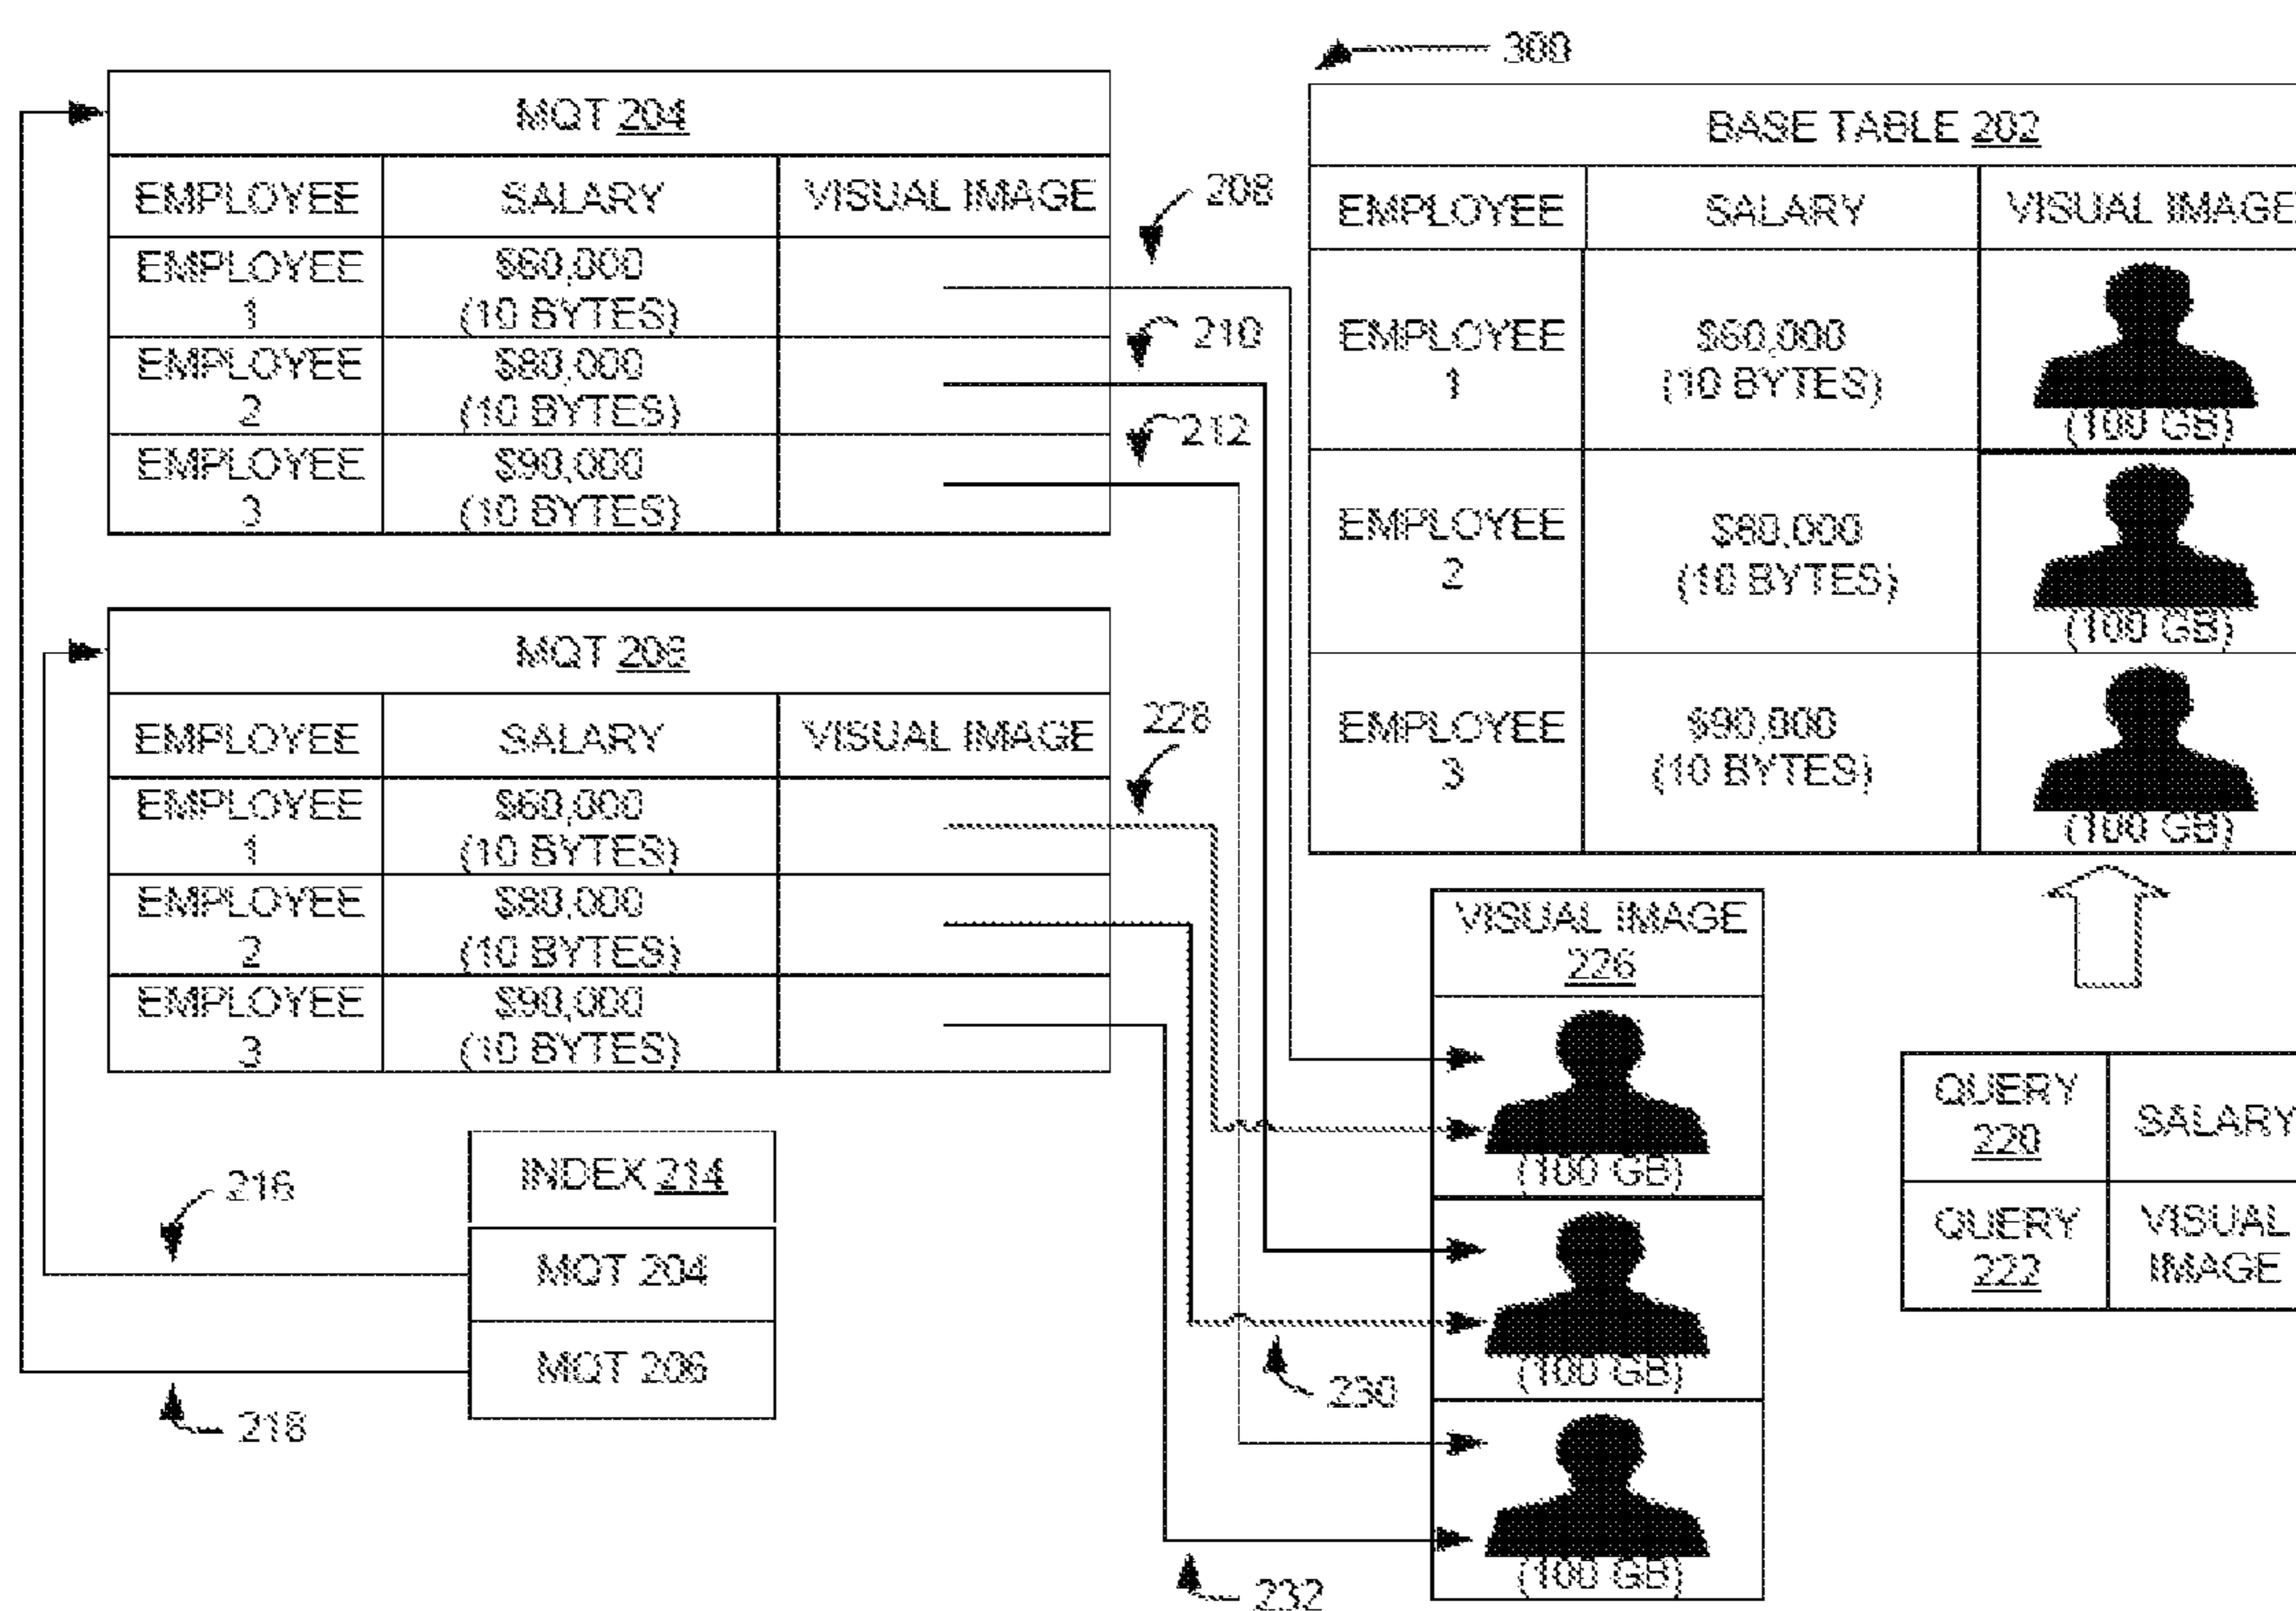 300
MQT 204
EMPLOYEE SALARY VISUAL IMAGE
EMPLOYEE 1 $60,000 (10 BYTES)
EMPLOYEE 2 $80,000 (10 BYTES)
EMPLOYEE 3 $90,000 (10 BYTES)
208
210
212
BASE TABLE 202
EMPLOYEE SALARY VISUAL IMAGE
EMPLOYEE 1 $60,000 (10 BYTES) (100 GB)
EMPLOYEE 2 $80,000 (10 BYTES) (100 GB)
EMPLOYEE 3 $90,000 (10 BYTES) (100 GB)
MQT 206
EMPLOYEE SALARY VISUAL IMAGE
EMPLOYEE 1 $60,000 (10 BYTES)
EMPLOYEE 2 $80,000 (10 BYTES)
EMPLOYEE 3 $90,000 (10 BYTES)
228
VISUAL IMAGE
226
(100 GB)
(100 GB)
(100 GB)
230
232
INDEX 214
MQT 204
MQT 206
216
218
QUERY 220 SALARY
QUERY 222 VISUAL IMAGE